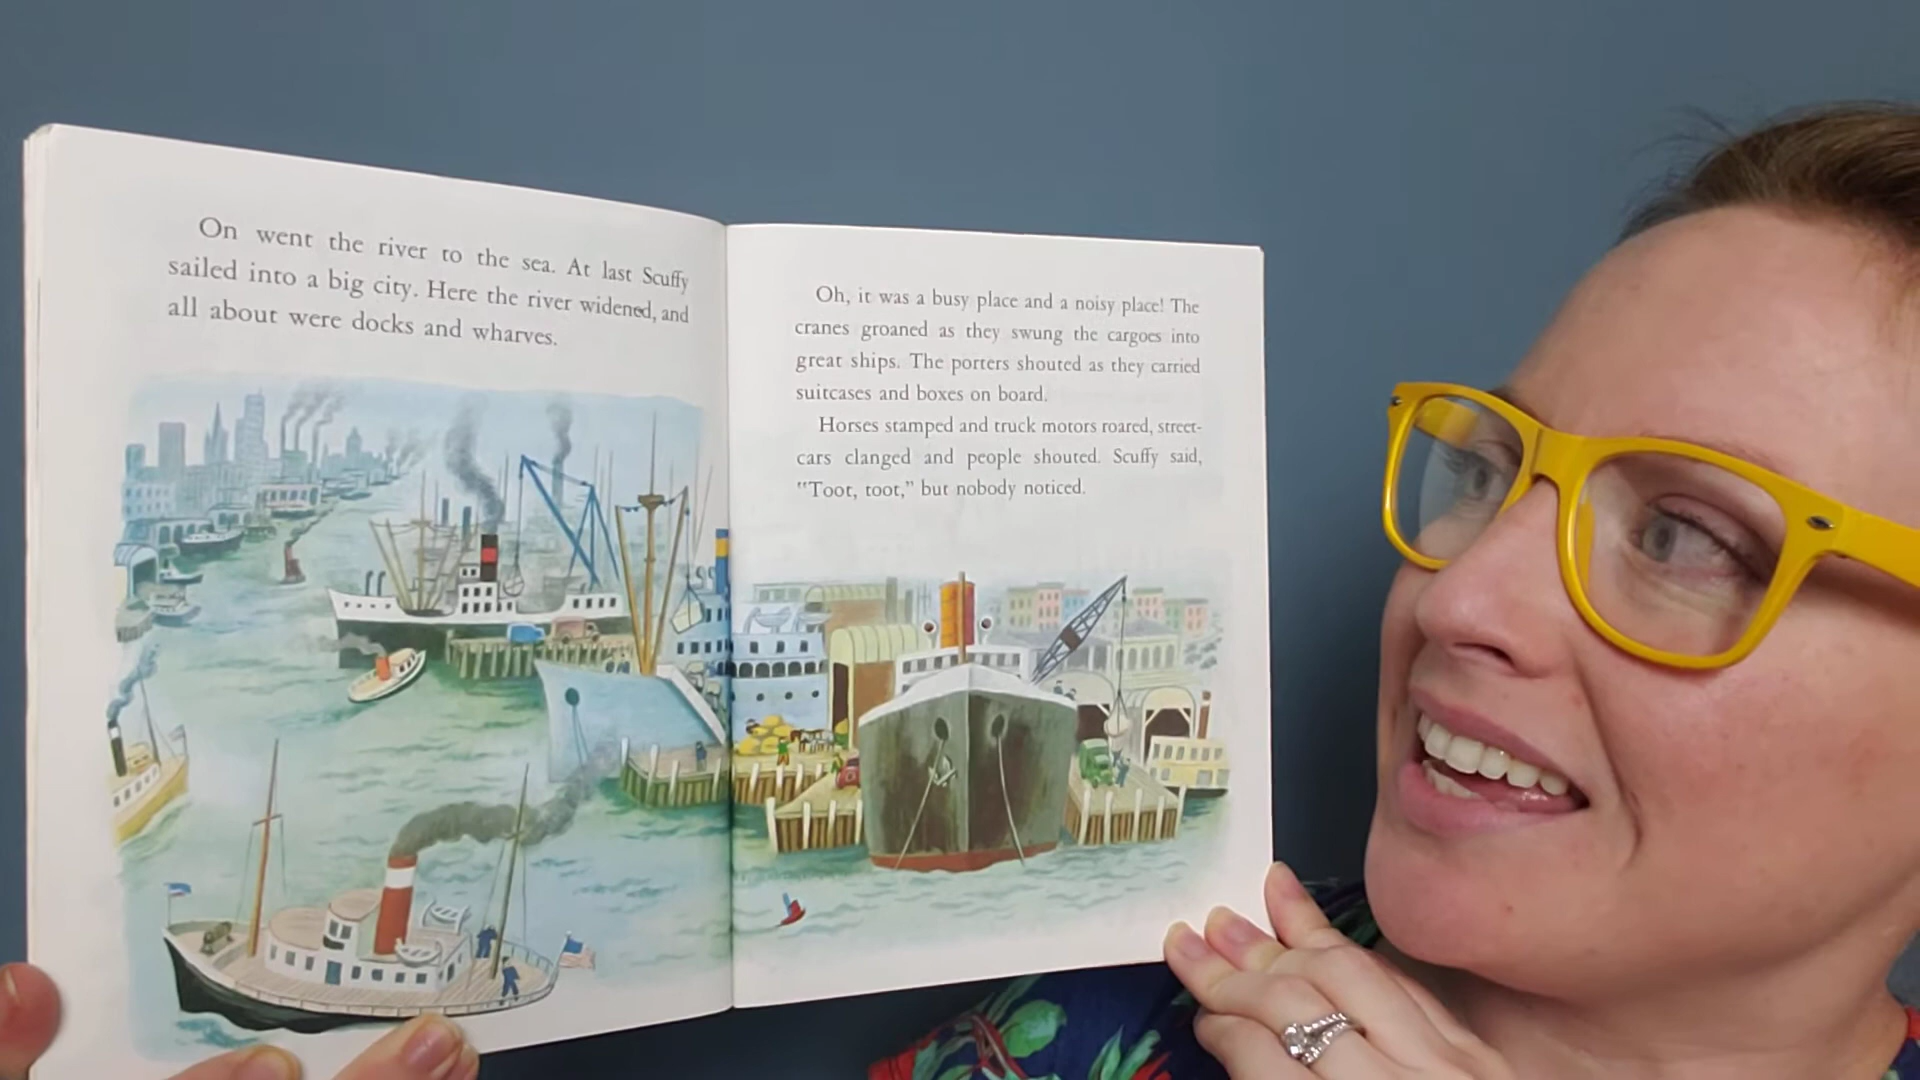 On went the river to the sea. At last Scuffy
sailed into a big city. Here the river widened, and
all about were docks and wharves.
Oh, it was a busy place and a noisy place! The
cranes groaned as they swung the cargoes into
great ships. The porters shouted as they carried
suitcases and boxes on board.
Horses stamped and truck motors roared, street-
cars clanged and people shouted. Scuffy said,
"Toot, toot," but nobody noticed.